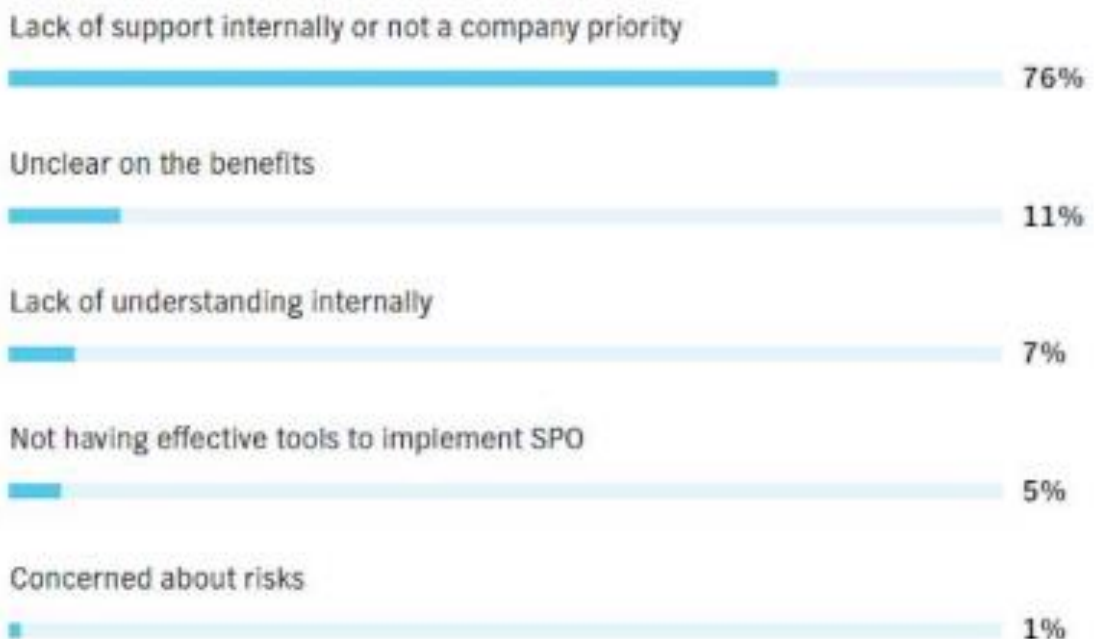 Lack of support internally or not a company priority
76%
Unclear on the benefits
11%
Lack of understanding internally
7%
Not having effective tools to implement SPO
5%
Concerned about risks
1%